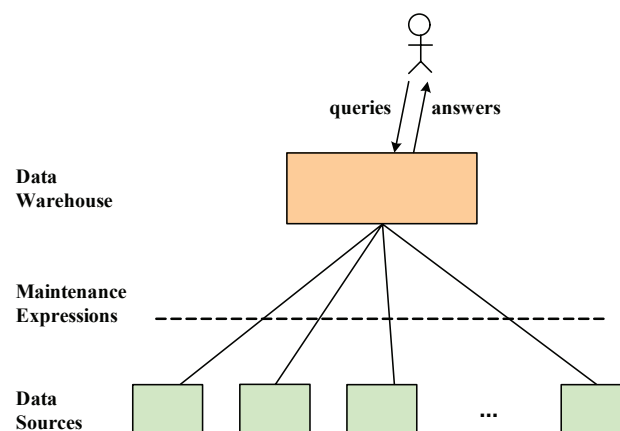 queries answers
Data
Warehouse
Maintenance
Expressions
Data
Sources
...